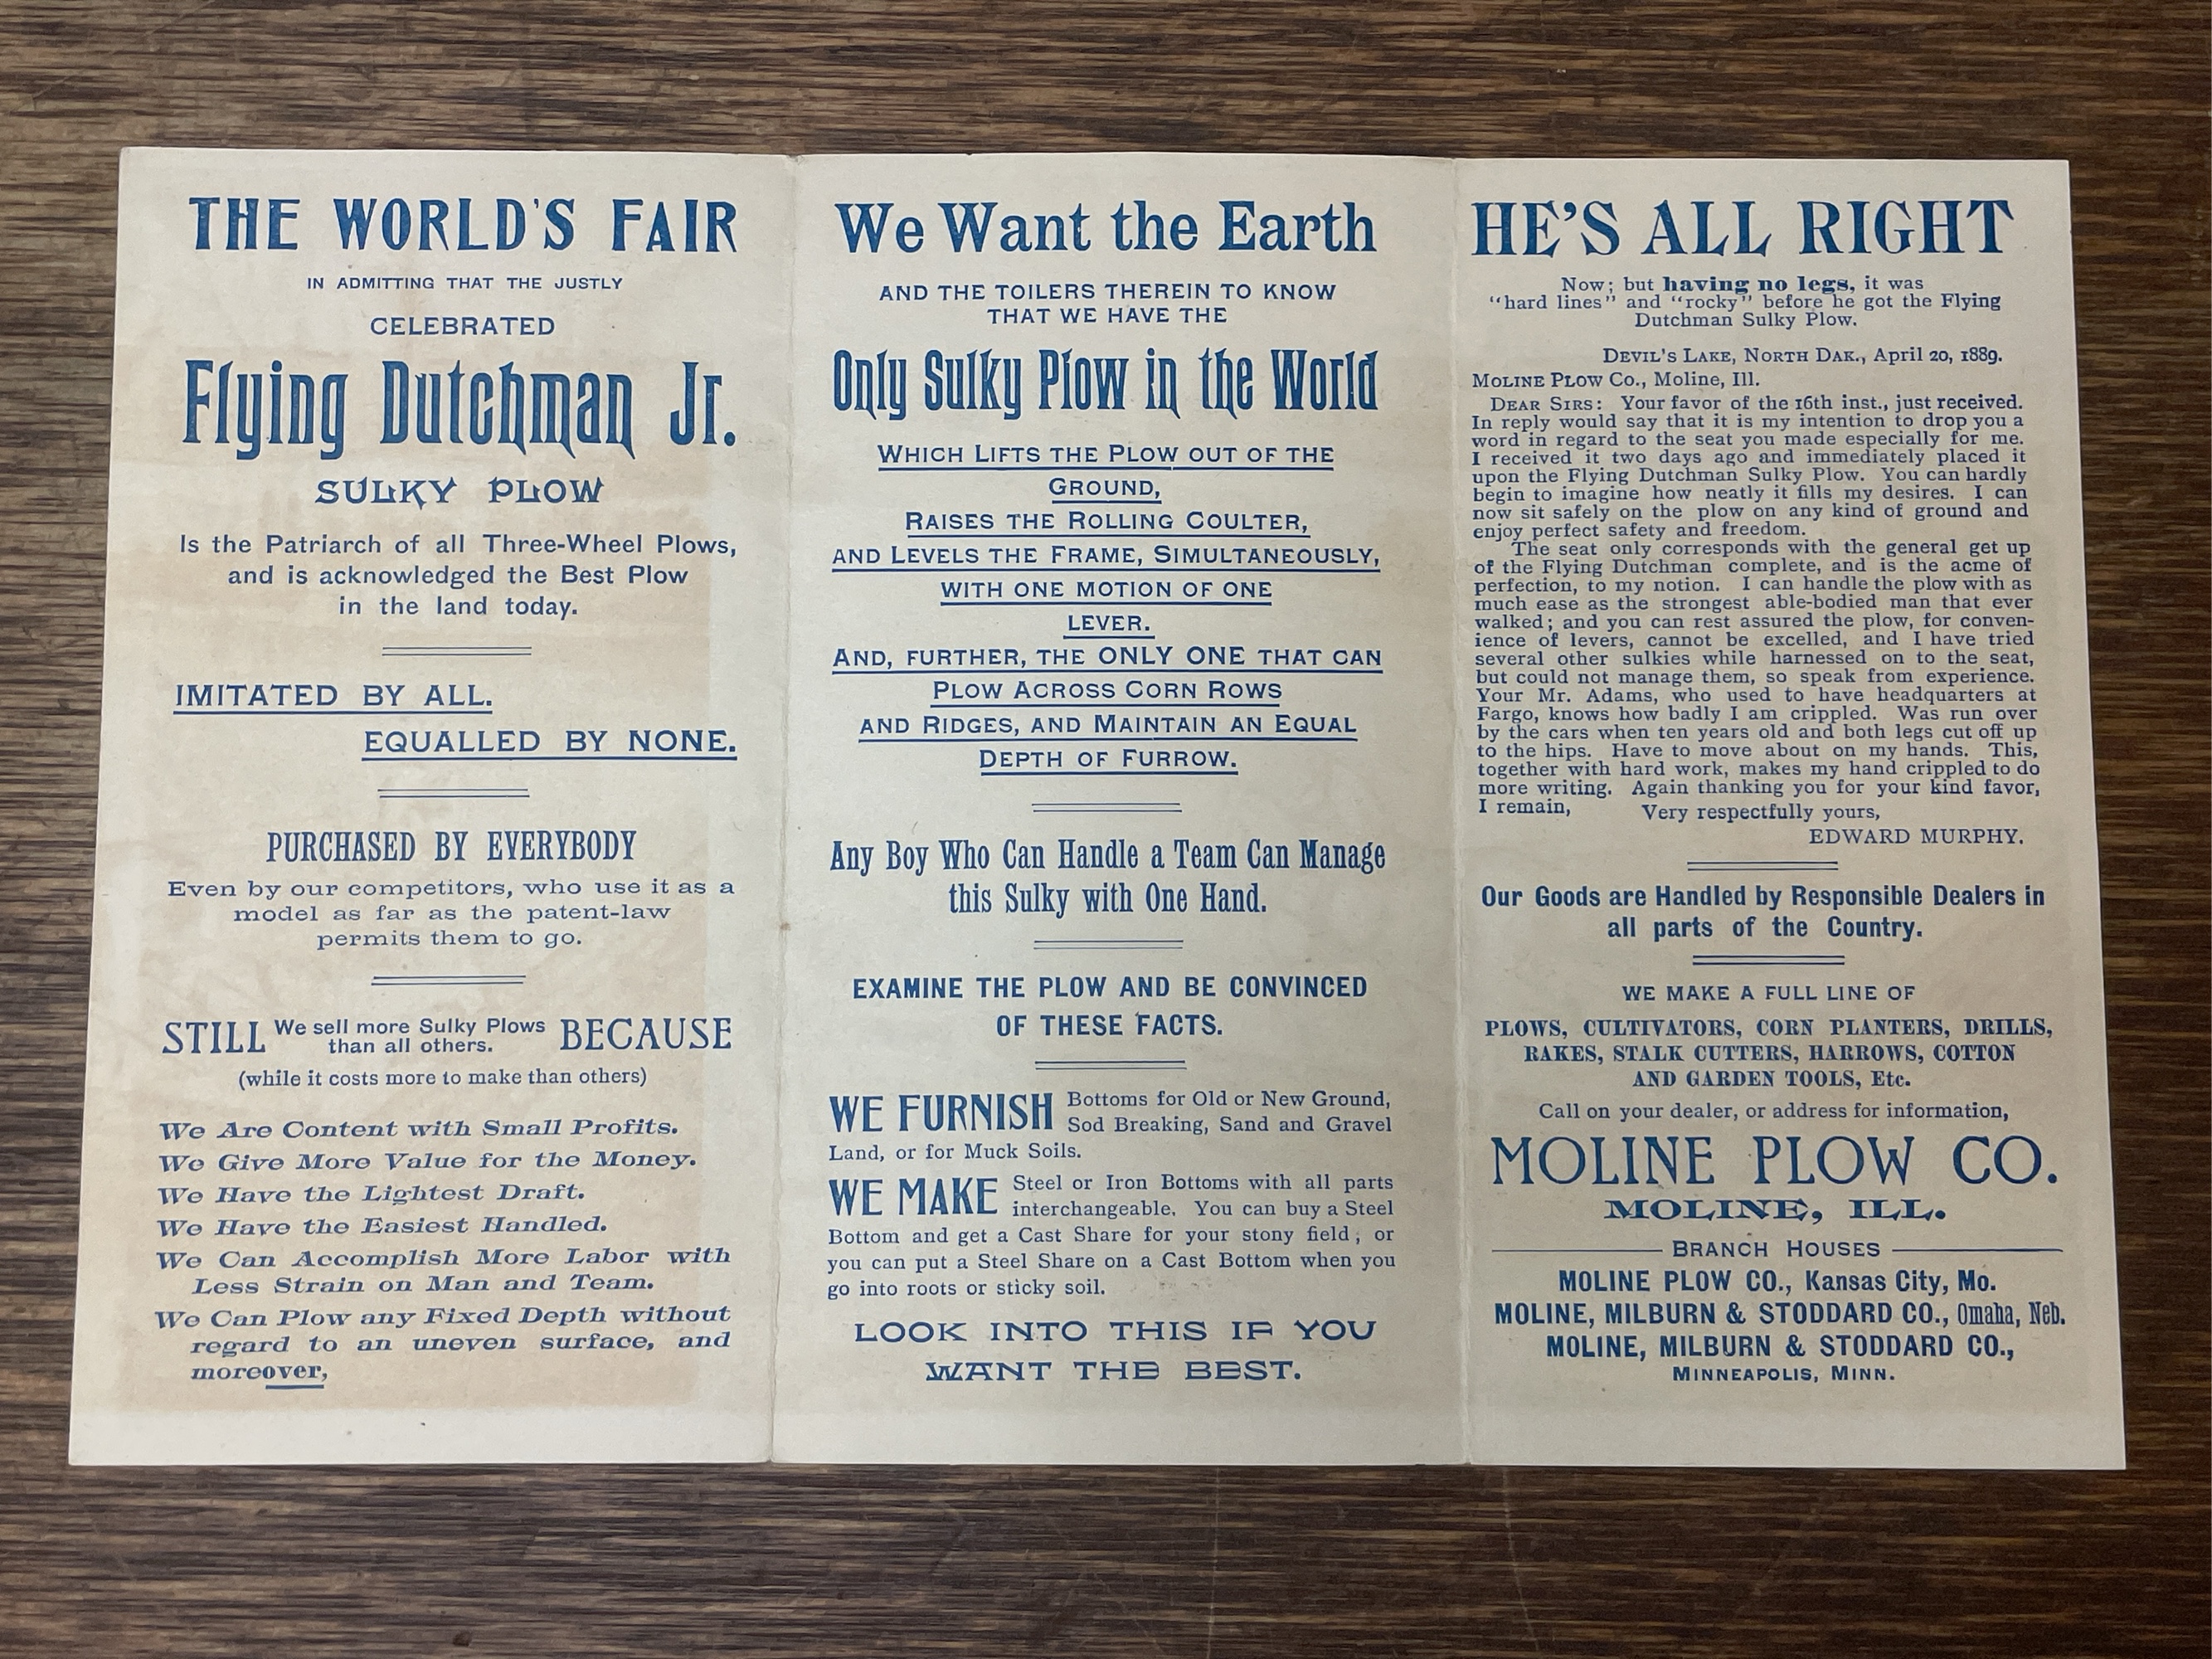 THE WORLD'S FAIR
IN ADMITTING THAT THE JUSTLY
CELEBRATED
Flying Dutchman Jr.
SULKY PLOW
Is the Patriarch of all Three-Wheel Plows,
and is acknowledged the Best Plow
in the land today.
IMITATED BY ALL.
EQUALLED BY NONE.
PURCHASED BY EVERYBODY
Even by our competitors, who use it as a
model as far as the patent-law
permits them to go.
STILL We sell more Sulky Plows than all others. BECAUSE
(while it costs more to make than others)
We Are Content with Small Profits.
We Give More Value for the Money.
We Have the Lightest Draft.
We Have the Easiest Handled.
We Can Accomplish More Labor with
Less Strain on Man and Team.
We Can Plow any Fixed Depth without
regard to an uneven surface, and
moreover,
We Want the Earth
AND THE TOILERS THEREIN TO KNOW
THAT WE HAVE THE
Only Sulky Plow in the World
WHICH LIFTS THE PLOW OUT OF THE
GROUND,
RAISES THE ROLLING COULTER,
AND LEVELS THE FRAME, SIMULTANEOUSLY,
WITH ONE MOTION OF ONE
LEVER.
AND, FURTHER, THE ONLY ONE THAT CAN
PLOW ACROSS CORN ROWS
AND RIDGES, AND MAINTAIN AN EQUAL
DEPTH OF FURROW.
Any Boy Who Can Handle a Team Can Manage
this Sulky with One Hand.
EXAMINE THE PLOW AND BE CONVINCED
OF THESE FACTS.
WE FURNISH Bottoms for Old or New Ground,
Sod Breaking, Sand and Gravel
Land, or for Muck Soils.
WE MAKE Steel or Iron Bottoms with all parts
interchangeable. You can buy a Steel
Bottom and get a Cast Share for your stony field; or
you can put a Steel Share on a Cast Bottom when you
go into roots or sticky soil.
LOOK INTO THIS IF YOU
WANT THE BEST.
HE'S ALL RIGHT
Now; but having no legs, it was
"hard lines" and "rocky" before he got the Flying
Dutchman Sulky Plow.
DEVIL'S LAKE, NORTH DAK., April 20, 1889.
MOLINE PLOW CO., Moline, Ill.
DEAR SIRS: Your favor of the 16th inst., just received.
In reply would say that it is my intention to drop you a
word in regard to the seat you made especially for me.
I received it two days ago and immediately placed it
upon the Flying Dutchman Sulky Plow. You can hardly
begin to imagine how neatly it fills my desires. I can
now sit safely on the plow on any kind of ground and
enjoy perfect safety and freedom.
The seat only corresponds with the general get up
of the Flying Dutchman complete, and is the acme of
perfection, to my notion. I can handle the plow with as
much ease as the strongest able-bodied man that ever
walked; and you can rest assured the plow, for conven-
ience of levers, cannot be excelled, and I have tried
several other sulkies while harnessed on to the seat,
but could not manage them, so speak from experience.
Your Mr. Adams, who used to have headquarters at
Fargo, knows how badly I am crippled. Was run over
by the cars when ten years old and both legs cut off up
to the hips. Have to move about on my hands. This,
together with hard work, makes my hand crippled to do
more writing. Again thanking you for your kind favor,
I remain, Very respectfully yours,
EDWARD MURPHY.
Our Goods are Handled by Responsible Dealers in
all parts of the Country.
WE MAKE A FULL LINE OF
PLOWS, CULTIVATORS, CORN PLANTERS, DRILLS,
RAKES, STALK CUTTERS, HARROWS, COTTON
AND GARDEN TOOLS, Etc.
Call on your dealer, or address for information,
MOLINE PLOW CO.
MOLINE, ILL.
BRANCH HOUSES
MOLINE PLOW CO., Kansas City, Mo.
MOLINE, MILBURN & STODDARD CO., Omaha, Neb.
MOLINE, MILBURN & STODDARD CO.,
MINNEAPOLIS, MINN.